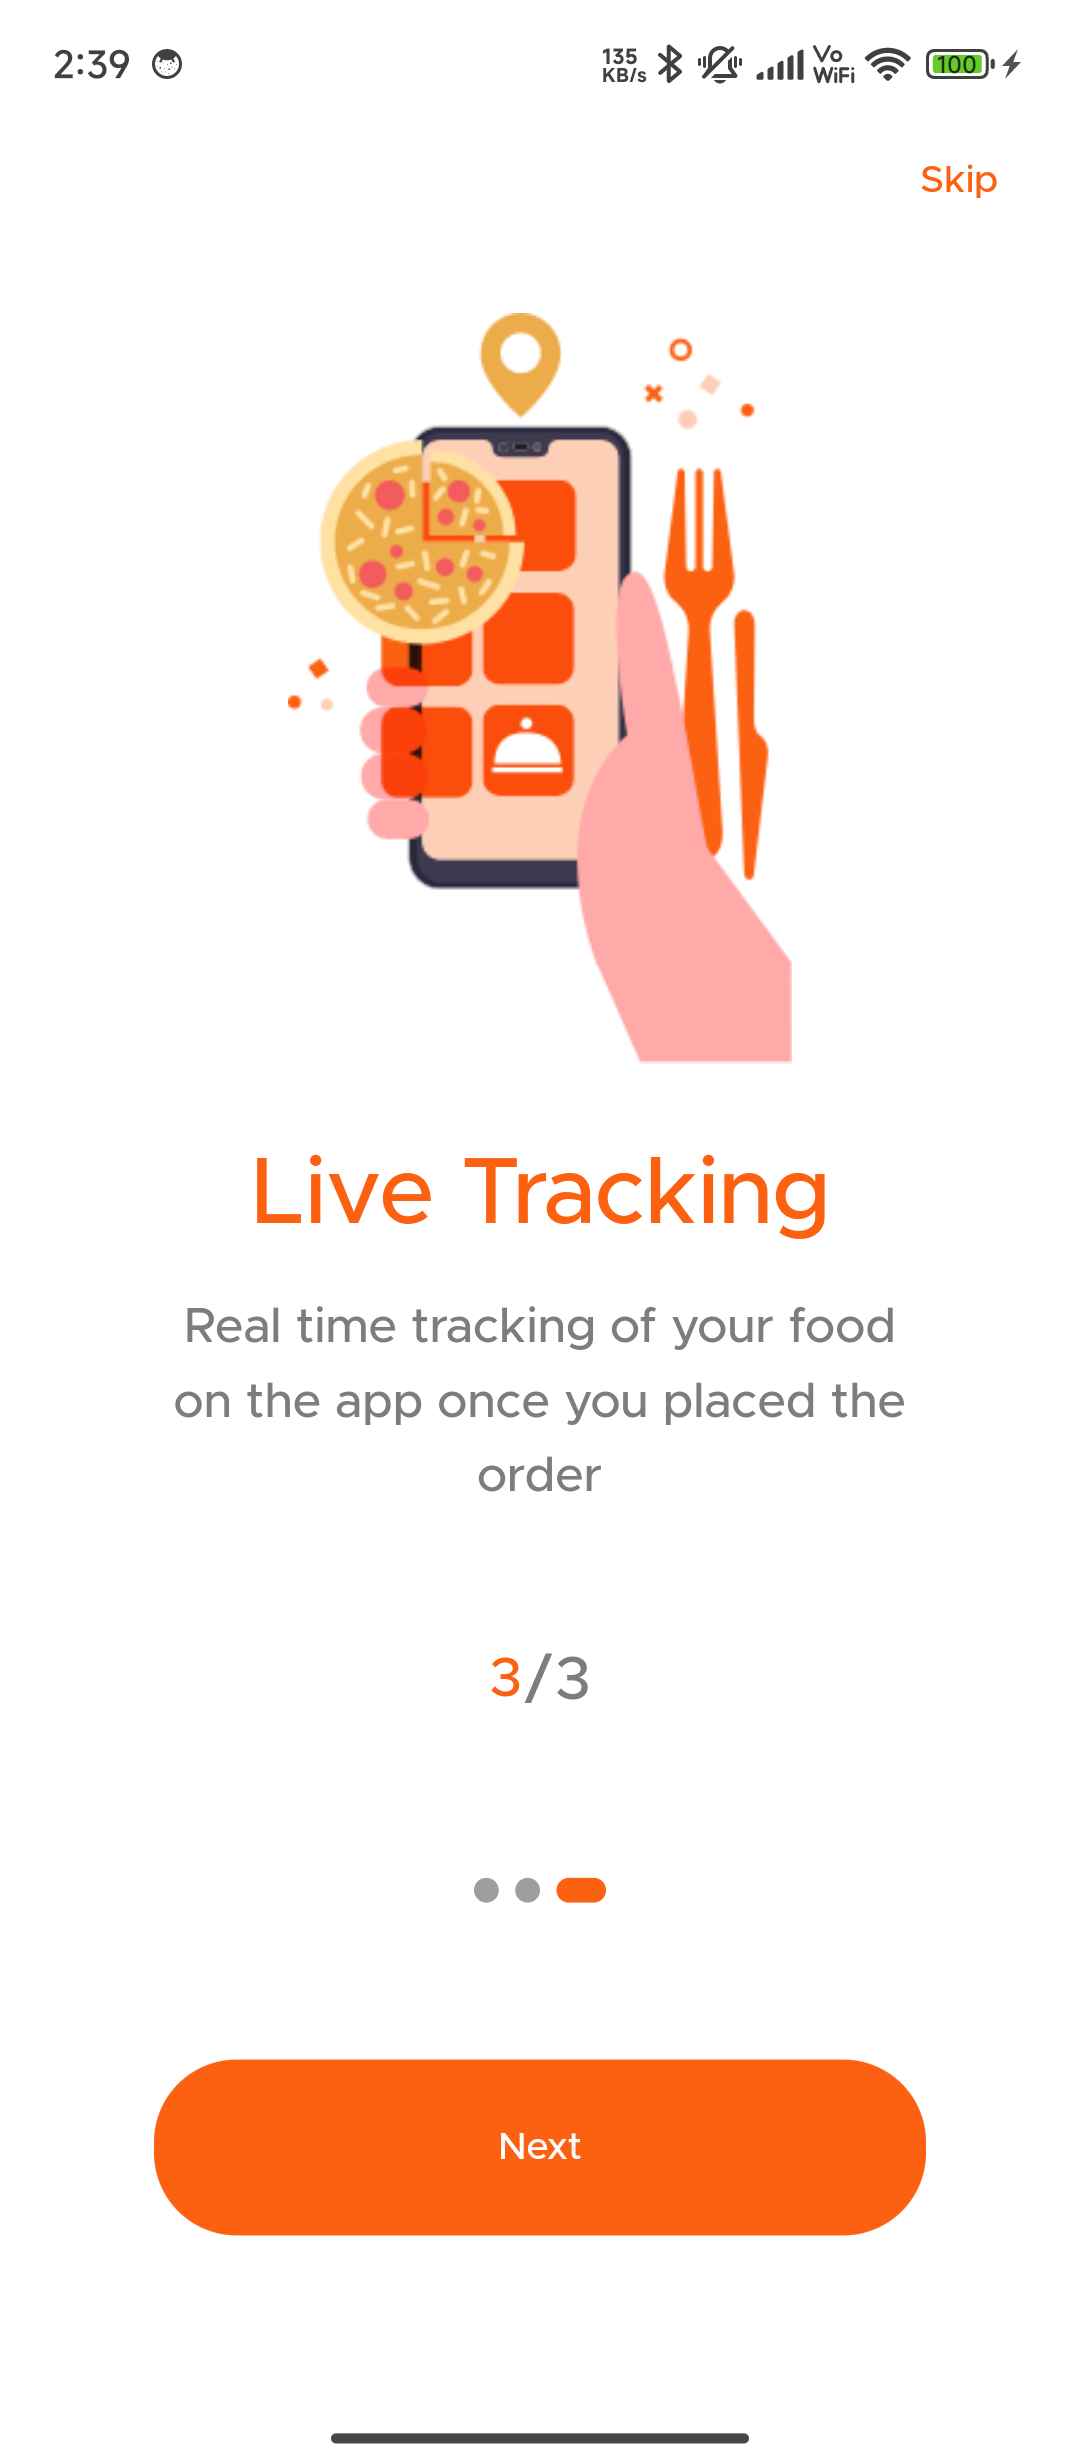 2:39
135
KB/s
Vo
WiFi
100
Skip
Live Tracking
Real time tracking of your food
on the app once you placed the
order
3/3
Next